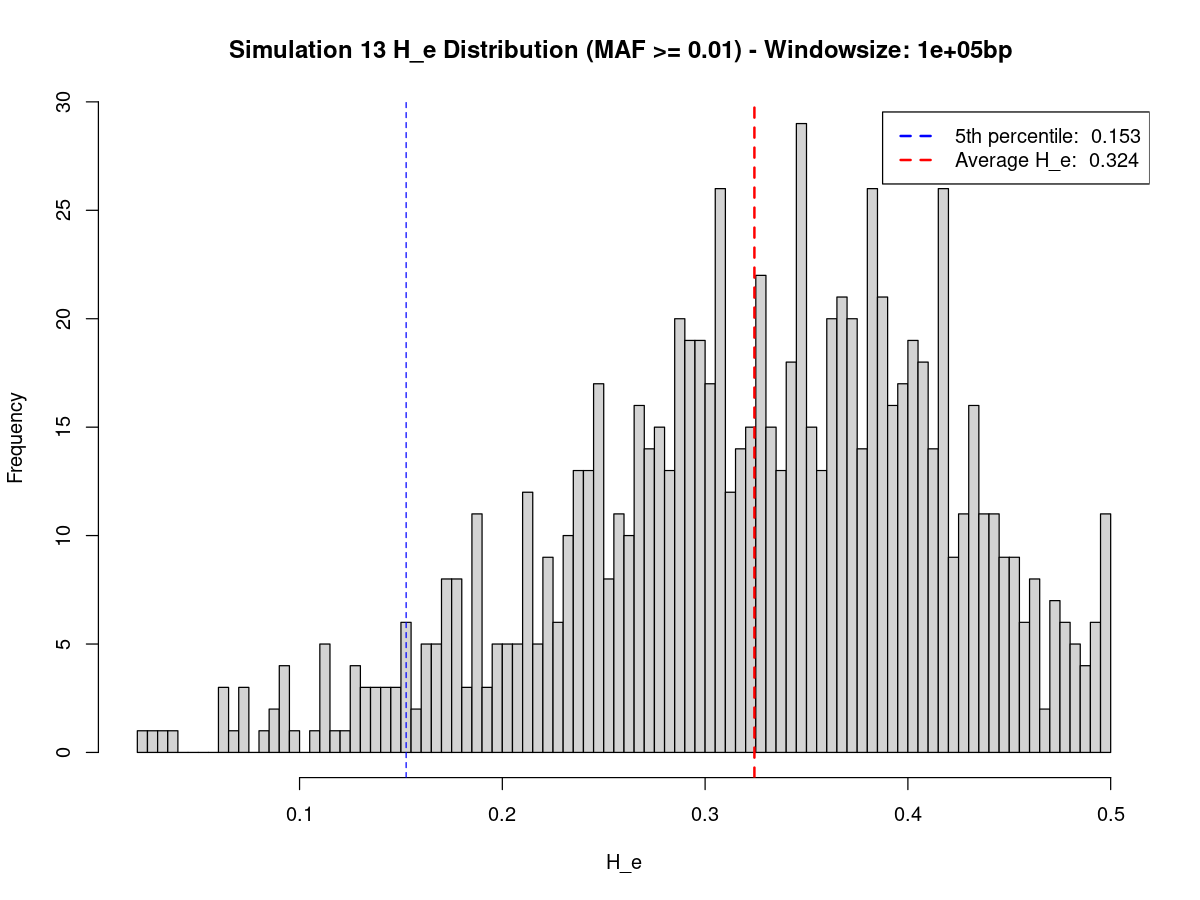 Simulation 13 H_e Distribution (MAF >= 0.01) - Windowsize: 1e+05bp
5th percentile: 0.153
Average H_e: 0.324
Frequency
30
25
20
15
10
5
0
0.1 0.2 0.3 0.4 0.5
H_e